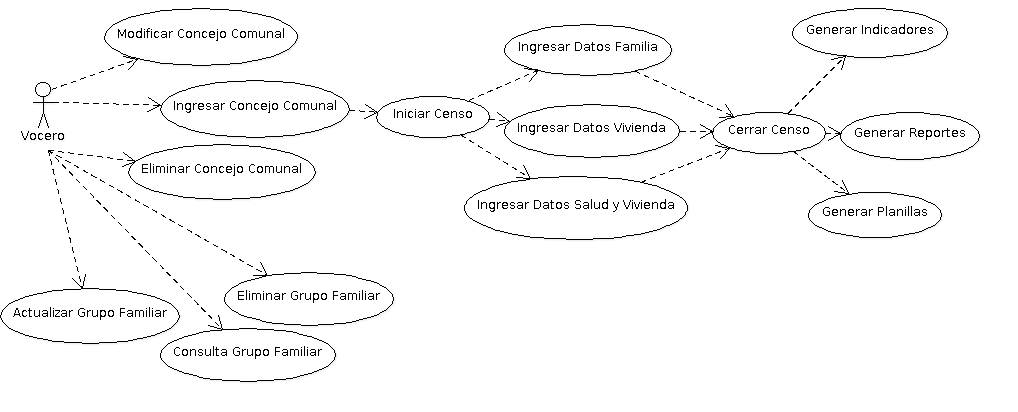 Modificar Concejo Comunal
Generar Indicadores
Ingresar Datos Familia
Ingresar Concejo Comunal
Iniciar Censo
Ingresar Datos Vivienda
Cerrar Censo
Generar Reportes
Vocero
Eliminar Concejo Comunal
Ingresar Datos Salud y Vivienda
Generar Planillas
Eliminar Grupo Familiar
Actualizar Grupo Familiar
Consulta Grupo Familiar